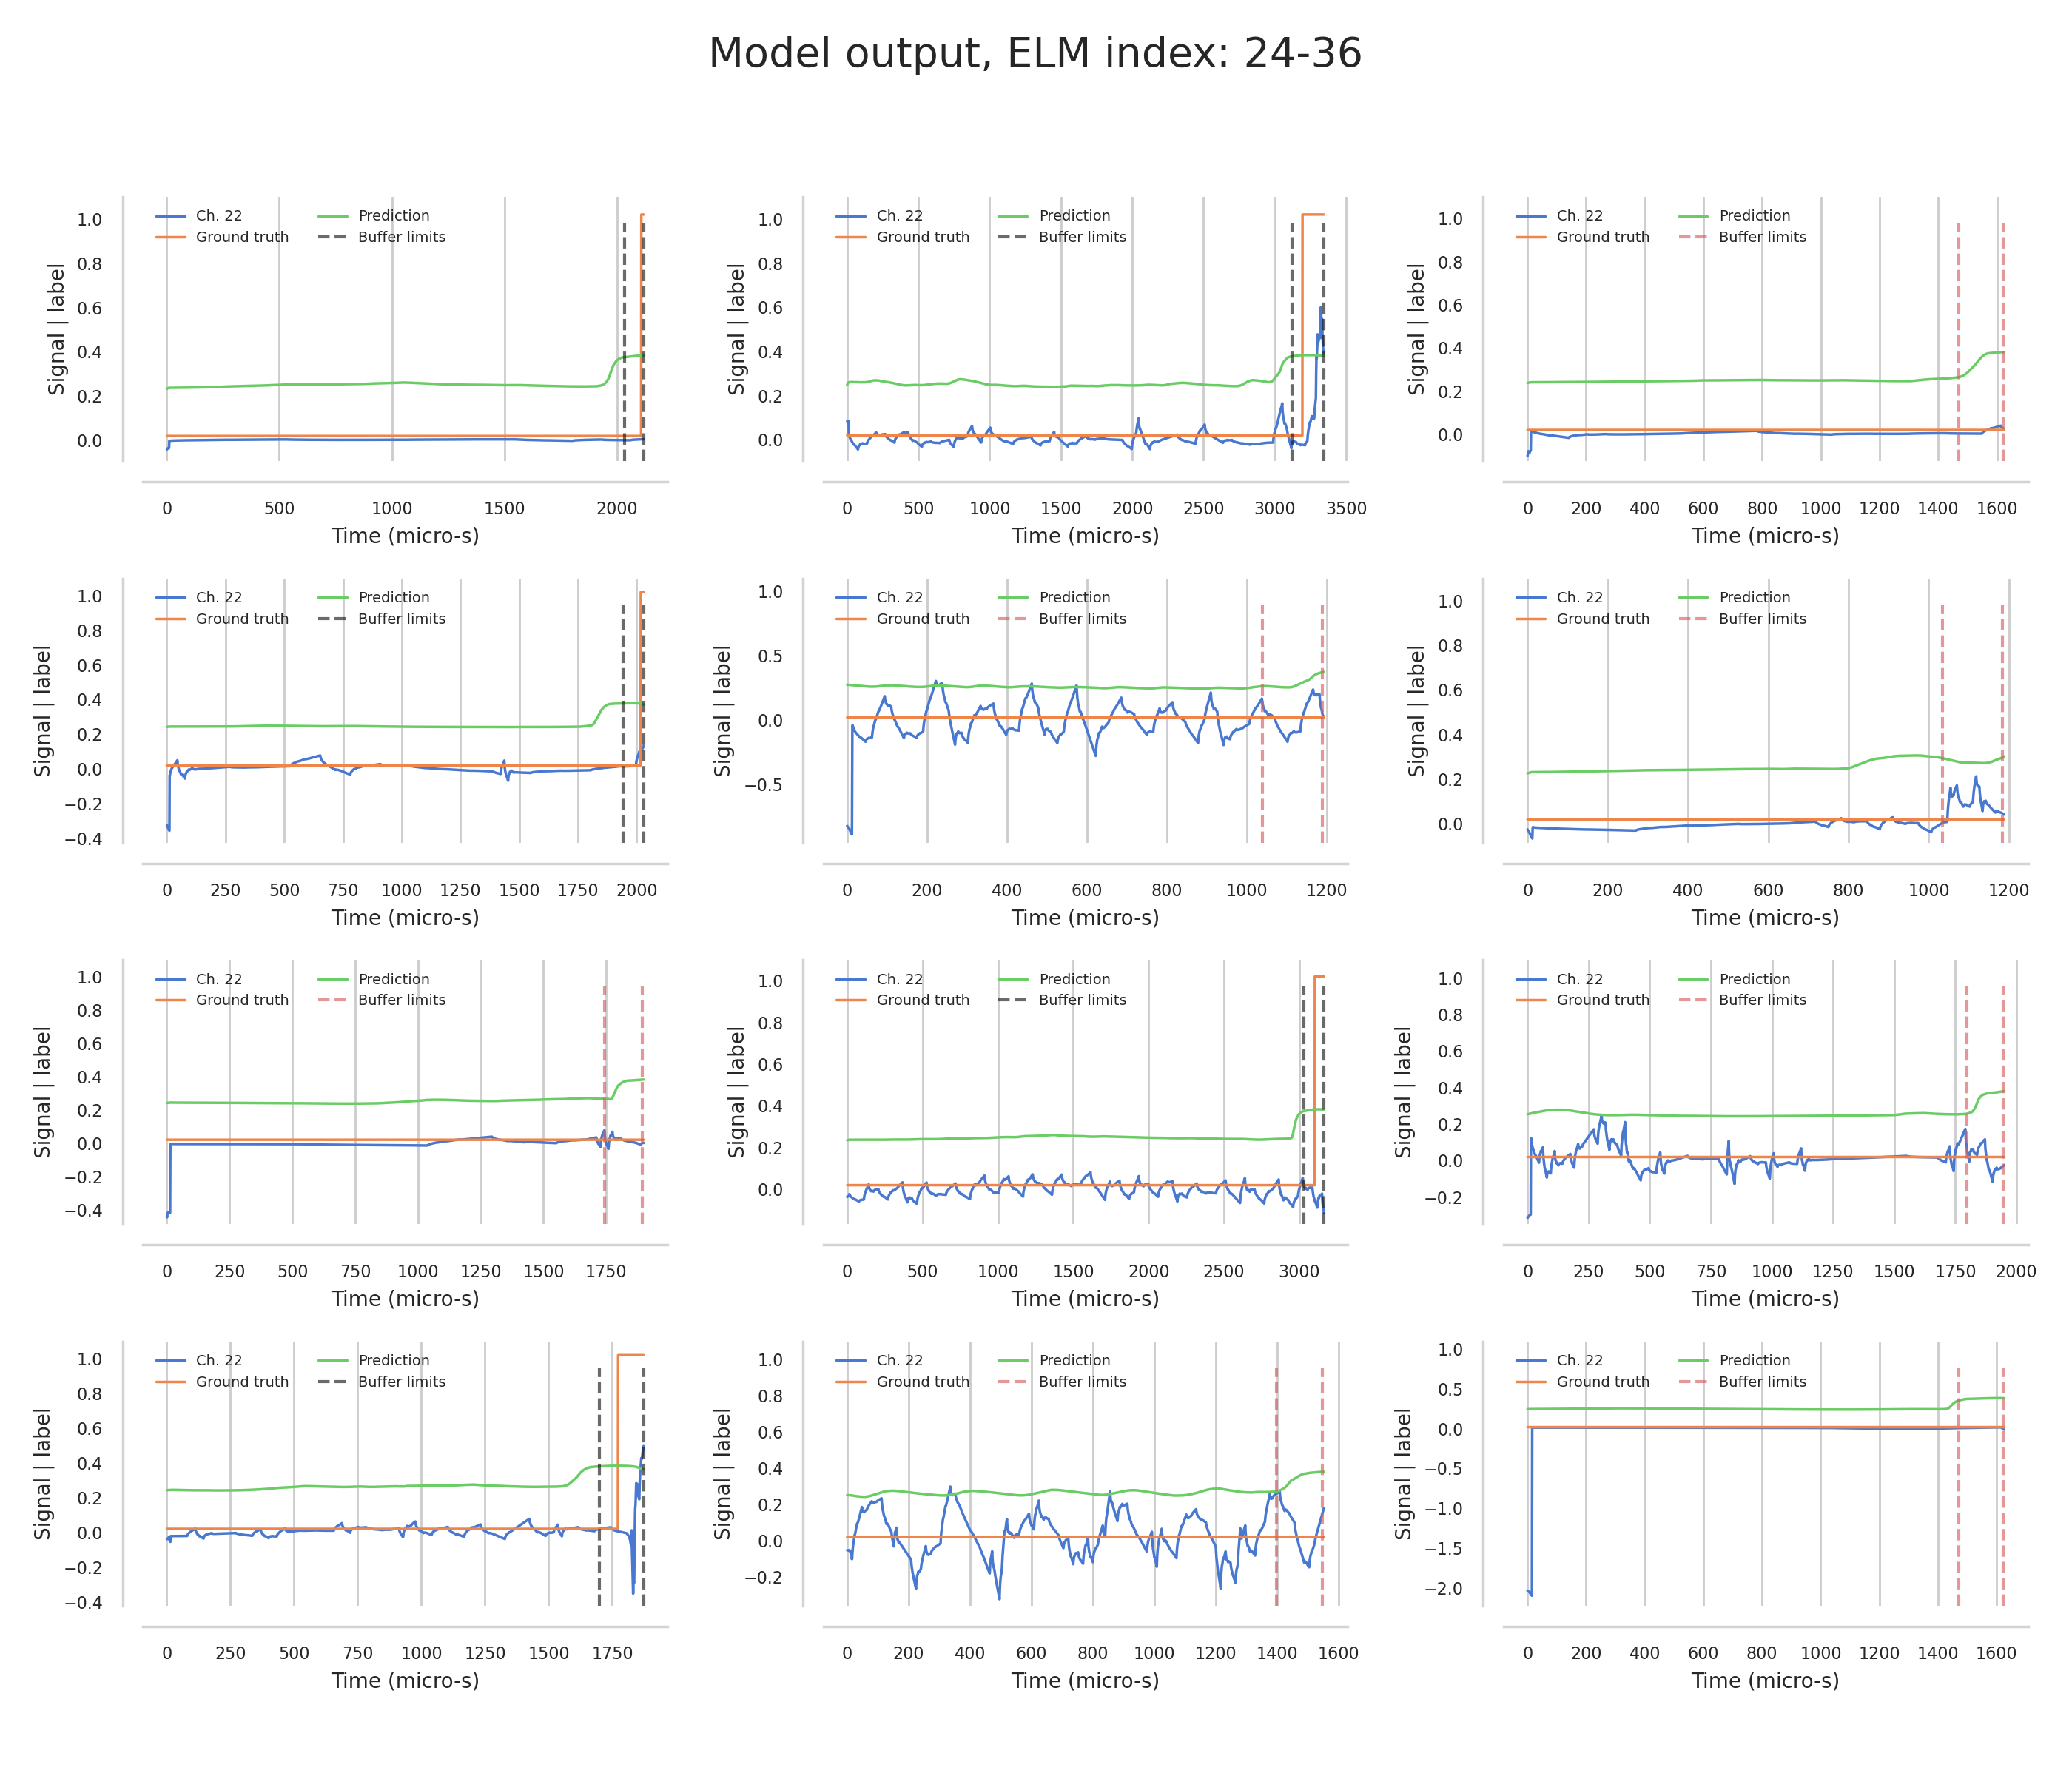 Model output, ELM index: 24-36
Signal | label
1.0
0.8
0.6
0.4
0.2
0.0
Ch. 22
Ground truth
Prediction
Buffer limits
0 500 1000 1500 2000
Time (micro-s)
Signal | label
1.0
0.8
0.6
0.4
0.2
0.0
Ch. 22
Ground truth
Prediction
Buffer limits
0 500 1000 1500 2000 2500 3000 3500
Time (micro-s)
Signal | label
1.0
0.8
0.6
0.4
0.2
0.0
Ch. 22
Ground truth
Prediction
Buffer limits
0 200 400 600 800 1000 1200 1400 1600
Time (micro-s)
Signal | label
1.0
0.8
0.6
0.4
0.2
0.0
−0.2
−0.4
Ch. 22
Ground truth
Prediction
Buffer limits
0 250 500 750 1000 1250 1500 1750 2000
Time (micro-s)
Signal | label
1.0
0.5
0.0
−0.5
Ch. 22
Ground truth
Prediction
Buffer limits
0 200 400 600 800 1000 1200
Time (micro-s)
Signal | label
1.0
0.8
0.6
0.4
0.2
0.0
Ch. 22
Ground truth
Prediction
Buffer limits
0 200 400 600 800 1000 1200
Time (micro-s)
Signal | label
1.0
0.8
0.6
0.4
0.2
0.0
−0.2
−0.4
Ch. 22
Ground truth
Prediction
Buffer limits
0 250 500 750 1000 1250 1500 1750
Time (micro-s)
Signal | label
1.0
0.8
0.6
0.4
0.2
0.0
Ch. 22
Ground truth
Prediction
Buffer limits
0 500 1000 1500 2000 2500 3000
Time (micro-s)
Signal | label
1.0
0.8
0.6
0.4
0.2
0.0
−0.2
Ch. 22
Ground truth
Prediction
Buffer limits
0 250 500 750 1000 1250 1500 1750 2000
Time (micro-s)
Signal | label
1.0
0.8
0.6
0.4
0.2
0.0
−0.2
−0.4
Ch. 22
Ground truth
Prediction
Buffer limits
0 250 500 750 1000 1250 1500 1750
Time (micro-s)
Signal | label
1.0
0.8
0.6
0.4
0.2
0.0
−0.2
Ch. 22
Ground truth
Prediction
Buffer limits
0 200 400 600 800 1000 1200 1400 1600
Time (micro-s)
Signal | label
1.0
0.5
0.0
−0.5
−1.0
−1.5
−2.0
Ch. 22
Ground truth
Prediction
Buffer limits
0 200 400 600 800 1000 1200 1400 1600
Time (micro-s)